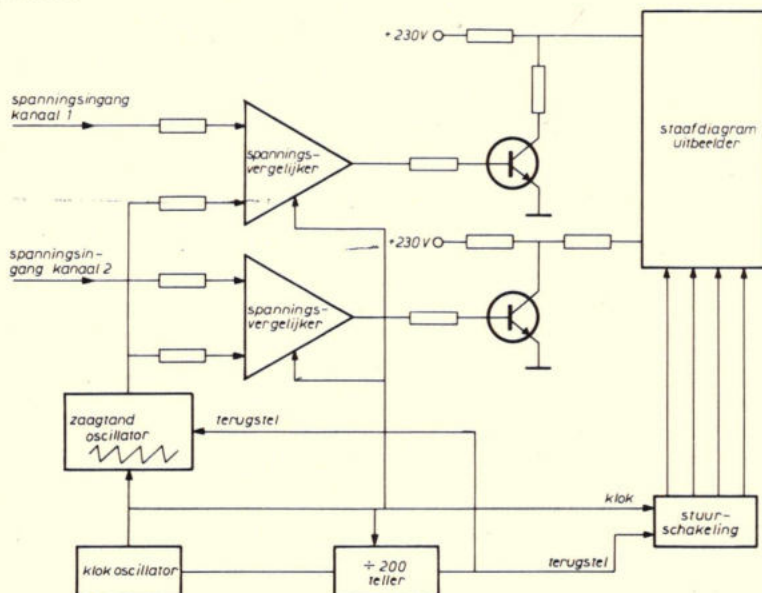 +230V
spanningsingang
kanaal 1
spannings-
vergelijker
staafdiagram
uitbeelder
+230V
spanningsin-
gang kanaal 2
spannings-
vergelijker
zaagtand
oscillator
terugstel
klok
stuur-
schakeling
klok oscillator
÷ 200
teller
terugstel